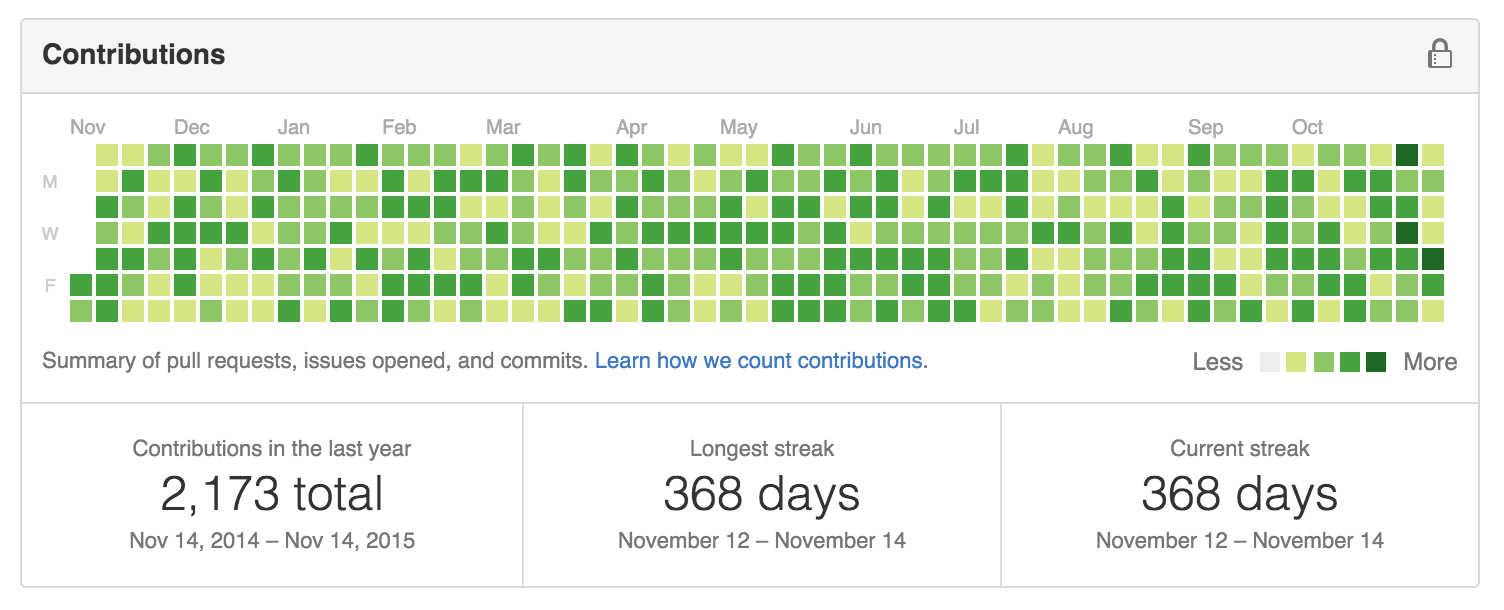 Contributions
Nov Dec Jan Feb Mar Apr May Jun Jul Aug Sep Oct
M
W
F
Summary of pull requests, issues opened, and commits. Learn how we count contributions.
Less More
Contributions in the last year
2,173 total
Nov 14, 2014 – Nov 14, 2015
Longest streak
368 days
November 12 – November 14
Current streak
368 days
November 12 – November 14